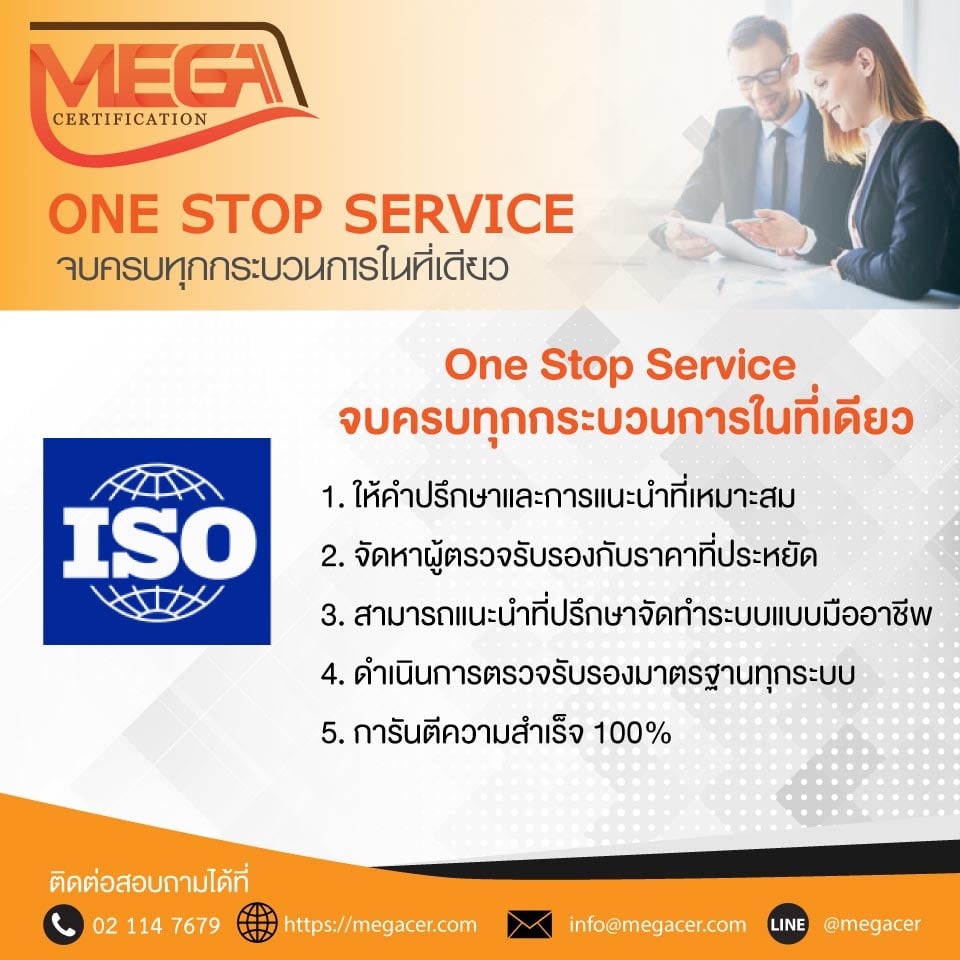 MEGA
CERTIFICATION
ONE STOP SERVICE
จบครบทุกกระบวนการในที่เดียว
One Stop Service
จบครบทุกกระบวนการในที่เดียว
ISO
1. ให้คำปรึกษาและการแนะนำที่เหมาะสม
2. จัดหาผู้ตรวจรับรองกับราคาที่ประหยัด
3. สามารถแนะนำที่ปรึกษาจัดทำระบบแบบมืออาชีพ
4. ดำเนินการตรวจรับรองมาตรฐานทุกระบบ
5. การันตีความสำเร็จ 100%
ติดต่อสอบถามได้ที่
02 114 7679 https://megacer.com info@megacer.com LINE @megacer